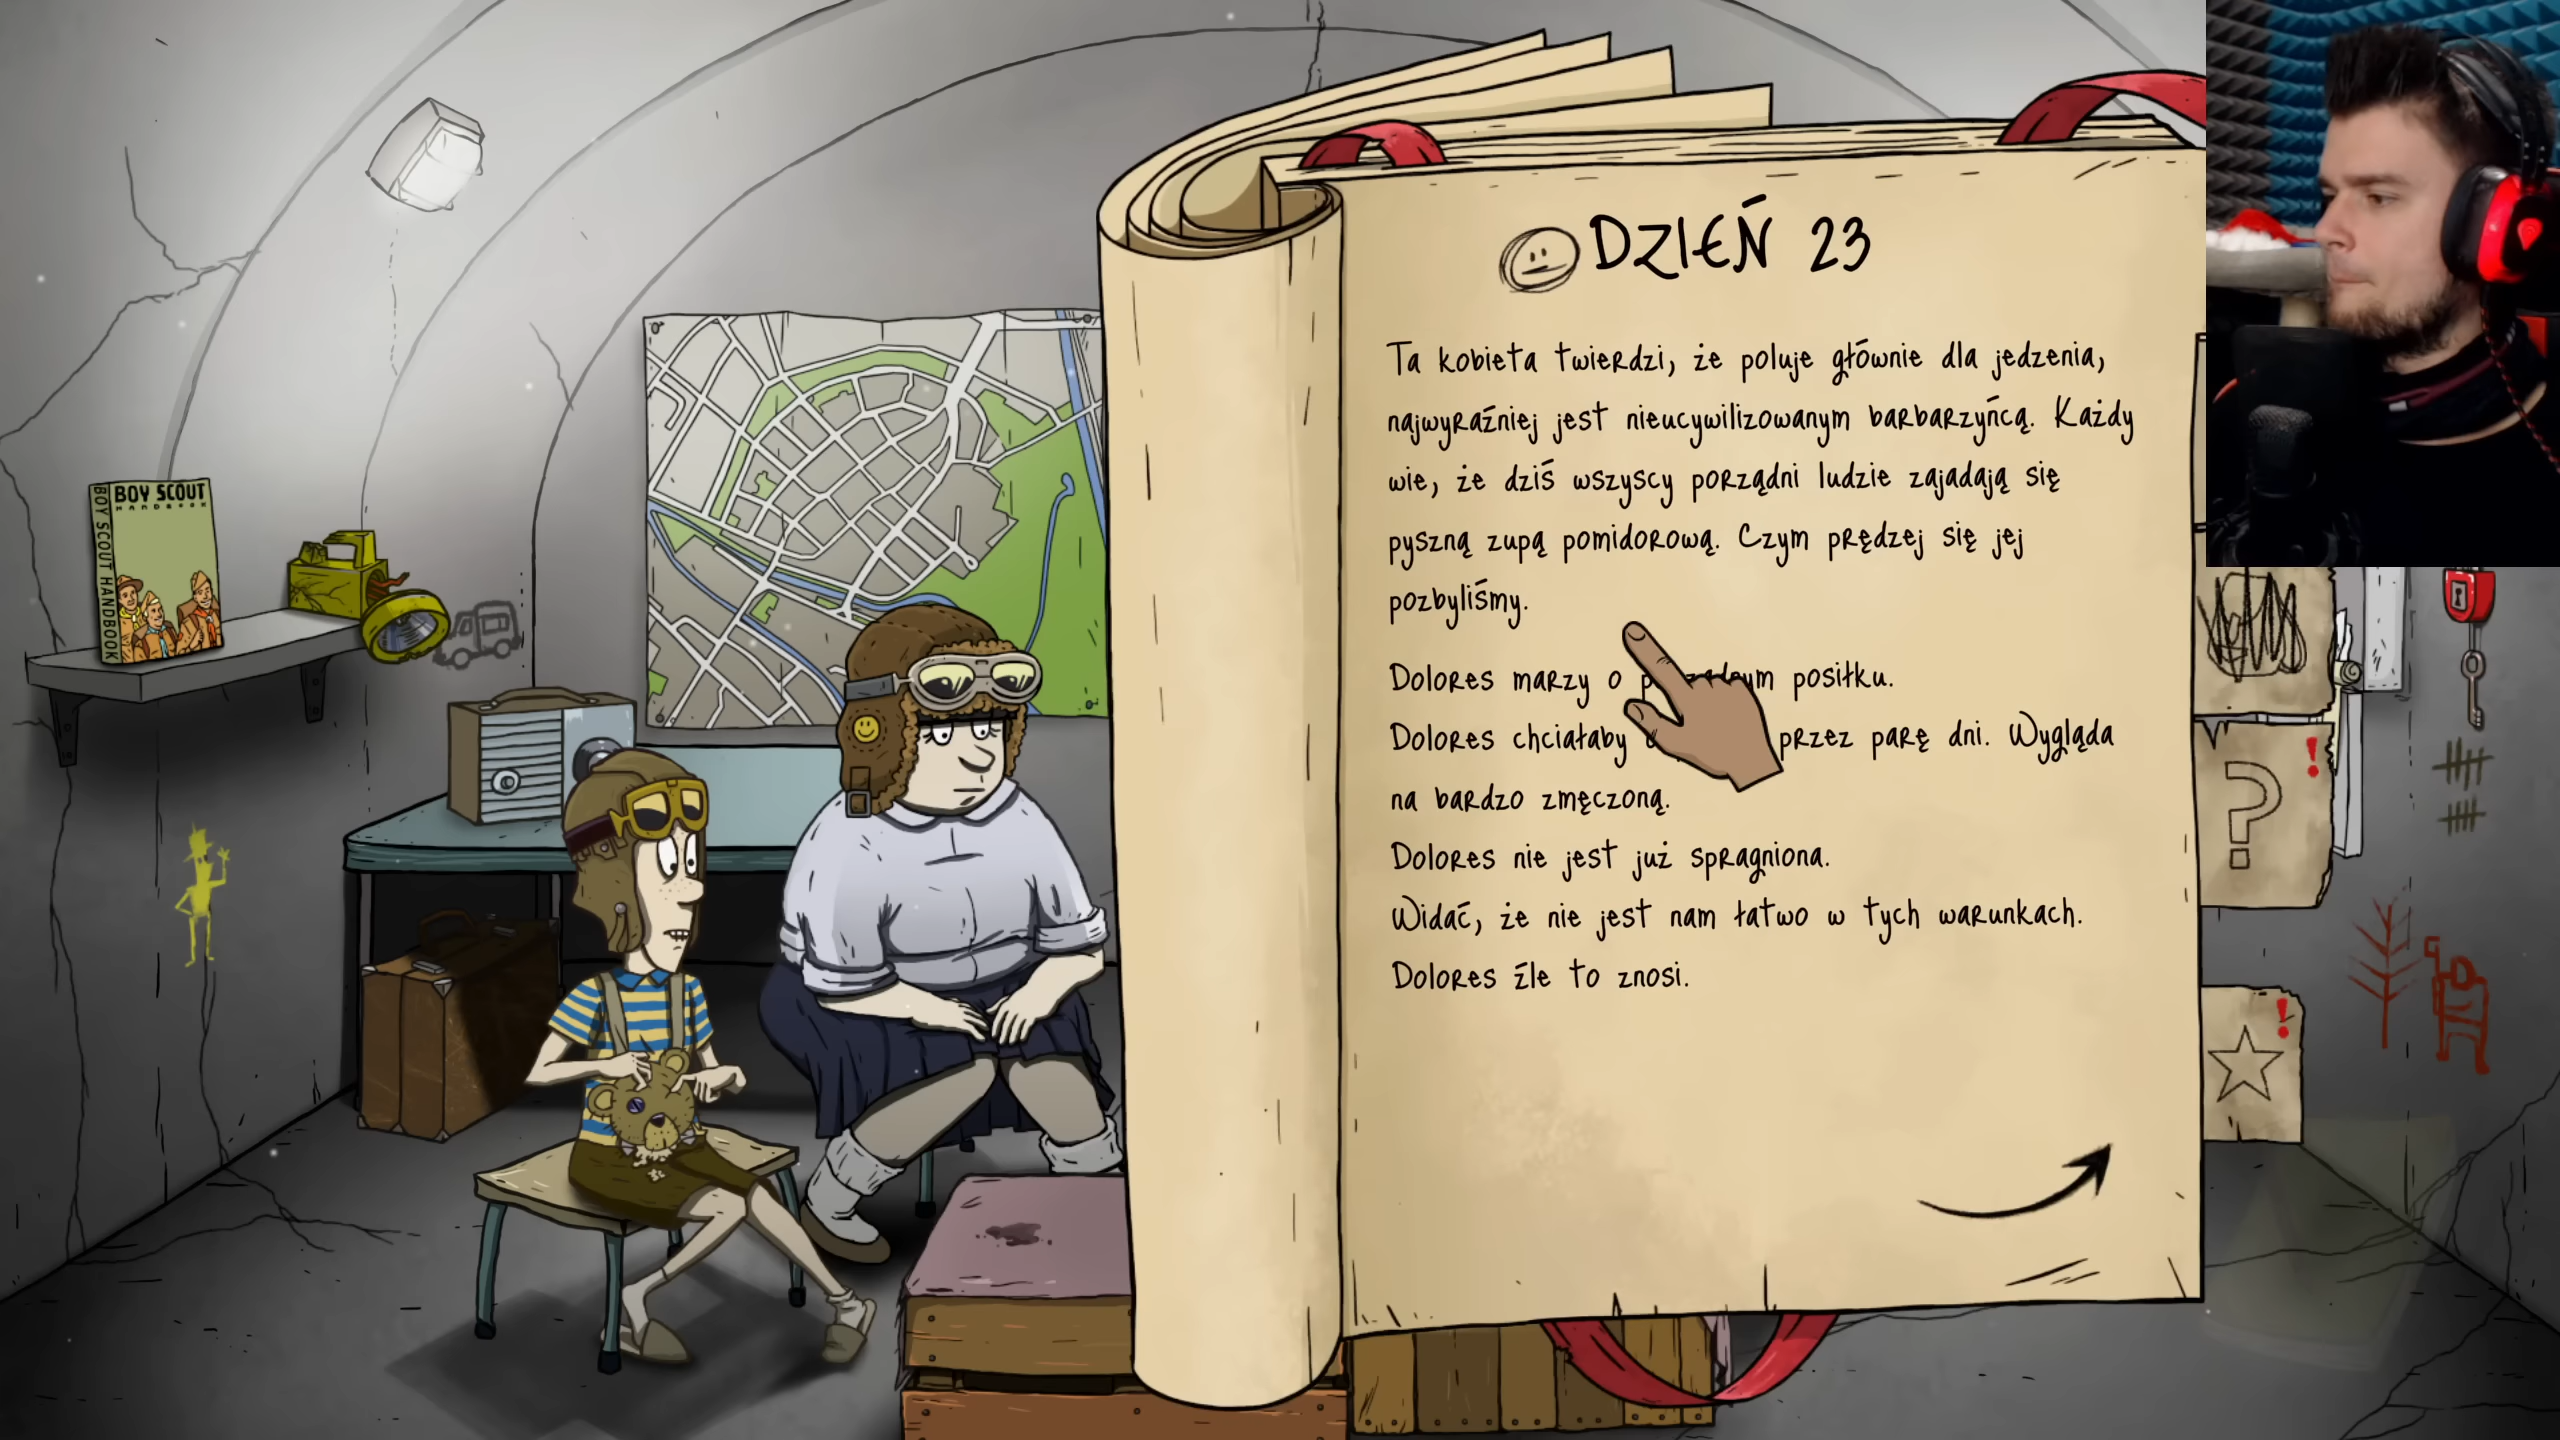 DZIEŃ 23
Ta kobieta twierdzi, że poluje głównie dla jedzenia,
najwyraźniej jest nieucywilizowanym barbarzyńcą. Każdy
wie, że dziś wszyscy porządni ludzie zajadają się
pyszną zupą pomidorową. Czym prędzej się jej
pozbyliśmy.
Dolores marzy o posiłku.
Dolores chciałaby przez parę dni. Wygląda
na bardzo zmęczoną.
Dolores nie jest już spragniona.
Widać, że nie jest nam łatwo w tych warunkach.
Dolores źle to znosi.
BOY SCOUT
HANDBOOK
BOY SCOUT HANDBOOK
?
!
!